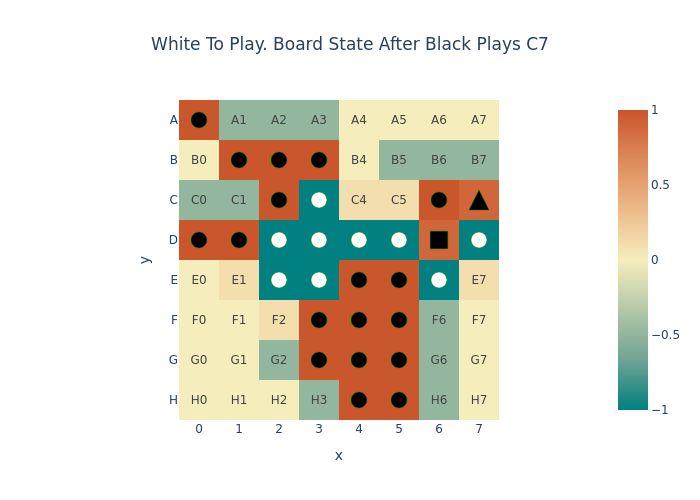 White To Play. Board State After Black Plays C7
A A1 A2 A3 A4 A5 A6 A7 1
B B0 B4 B5 B6 B7
0.5
C C0 C1 C4 C5
D
y 0
E E0 E1 E7
F F0 F1 F2 F6 F7 −0.5
G G0 G1 G2 G6 G7
H H0 H1 H2 H3 H6 H7 −1
0 1 2 3 4 5 6 7
x